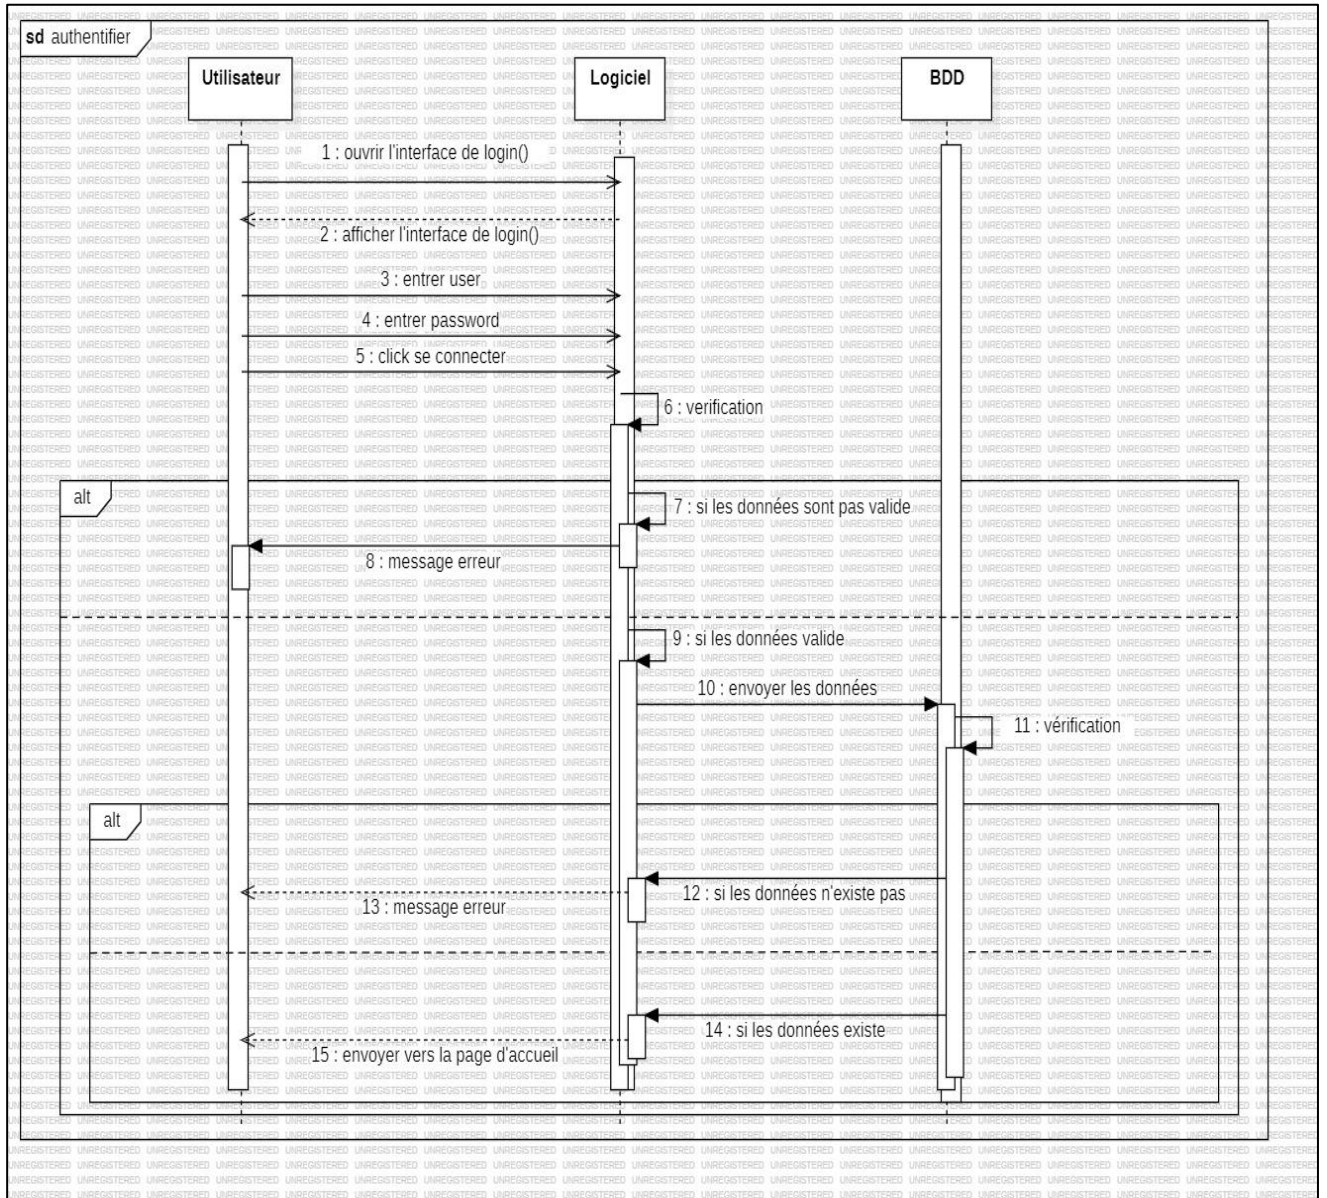 sd authentifier
Utilisateur
Logiciel
BDD
1 : ouvrir l'interface de login()
2 : afficher l'interface de login()
3 : entrer user
4 : entrer password
5 : click se connecter
6 : verification
alt
7 : si les données sont pas valide
8 : message erreur
9 : si les données valide
10 : envoyer les données
11 : vérification
alt
12 : si les données n'existe pas
13 : message erreur
14 : si les données existe
15 : envoyer vers la page d'accueil
UNREGISTERED